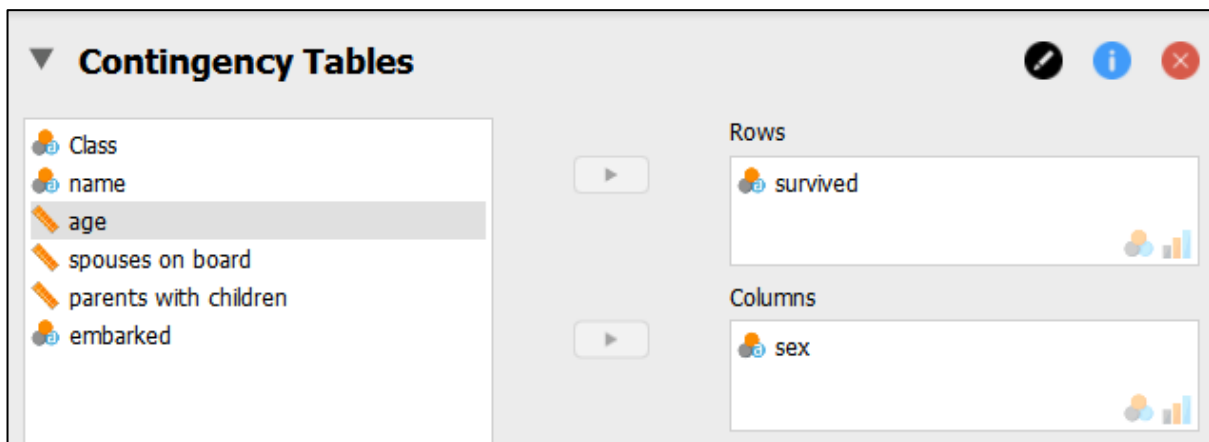 Contingency Tables
Class
name
age
spouses on board
parents with children
embarked
Rows
survived
Columns
sex